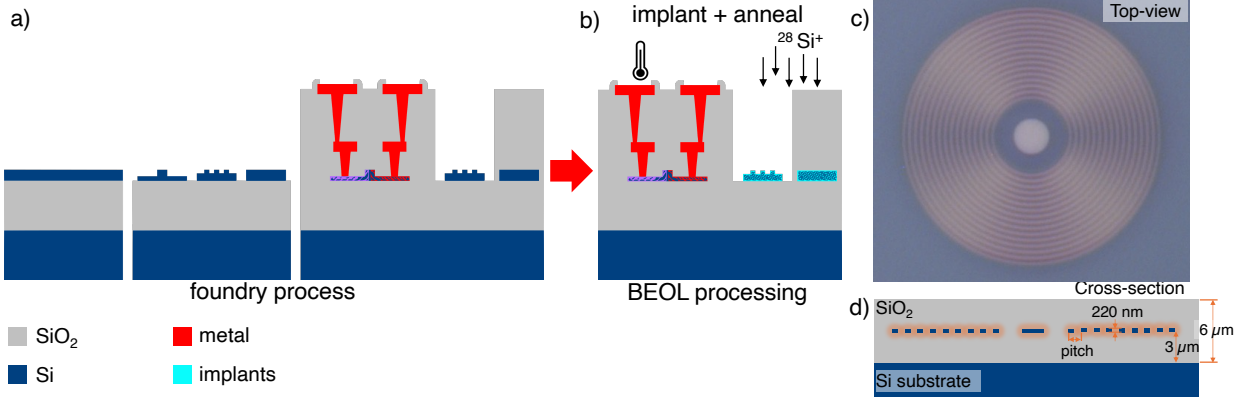 a)
foundry process
SiO₂
metal
Si
implants
b)
implant + anneal
²⁸ Si⁺
BEOL processing
c)
Top-view
Cross-section
d)
SiO₂
220 nm
6 µm
3 µm
pitch
Si substrate